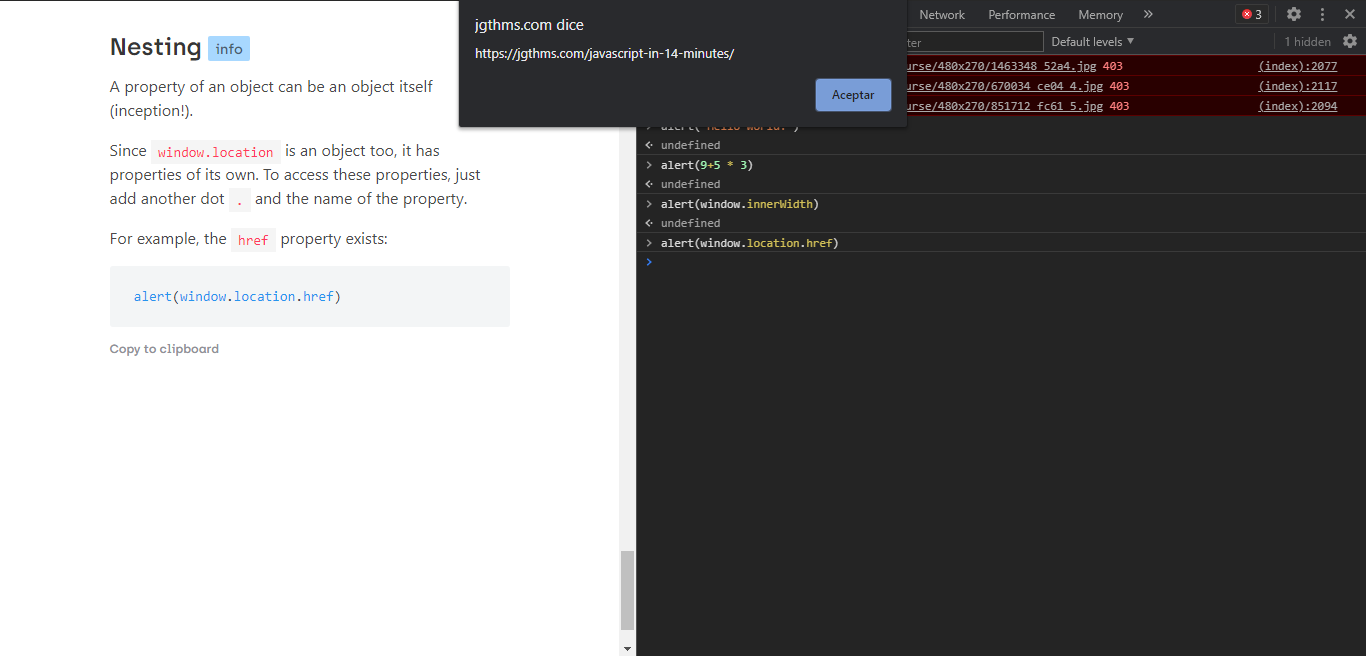 Nesting info
A property of an object can be an object itself
(inception!).
Since window.location is an object too, it has
properties of its own. To access these properties, just
add another dot . and the name of the property.
For example, the href property exists:
alert(window.location.href)
Copy to clipboard
jgthms.com dice
https://jgthms.com/javascript-in-14-minutes/
Aceptar
Network Performance Memory » 3
Default levels ▼ 1 hidden
urse/480x270/1463348_52a4.jpg 403 (index):2077
urse/480x270/670034_ce04_4.jpg 403 (index):2117
urse/480x270/851712_fc61_5.jpg 403 (index):2094
undefined
> alert(9+5 * 3)
undefined
> alert(window.innerWidth)
undefined
> alert(window.location.href)
>